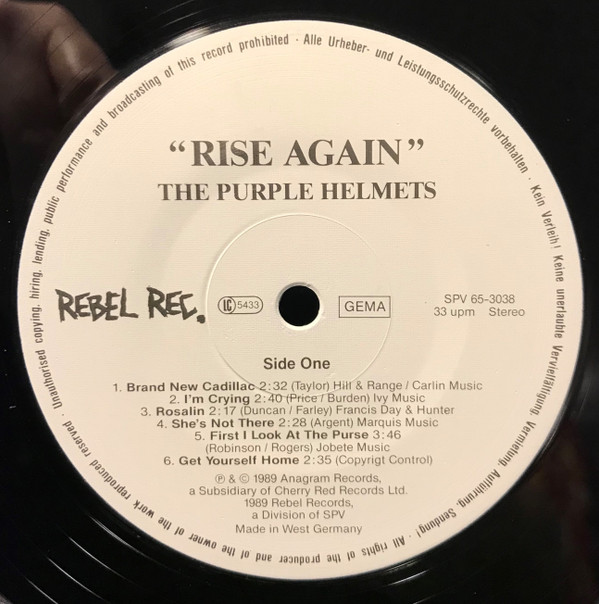 Unauthorised copying, hiring, lending, public performance and broadcasting of this record prohibited · Alle Urheber- und Leistungsschutzrechte vorbehalten · Kein Verleih! Keine unerlaubte Vervielfältigung, Vermietung, Aufführung, Sendung! · All rights of the producer and of the owner of the work reproduced reserved ·
“RISE AGAIN”
THE PURPLE HELMETS
REBEL REC.
LC 5433
GEMA
SPV 65-3038
33 upm Stereo
Side One
1. Brand New Cadillac 2:32 (Taylor) Hill & Range / Carlin Music
2. I'm Crying 2:40 (Price / Burden) Ivy Music
3. Rosalin 2:17 (Duncan / Farley) Francis Day & Hunter
4. She's Not There 2:28 (Argent) Marquis Music
5. First I Look At The Purse 3:46
(Robinson / Rogers) Jobete Music
6. Get Yourself Home 2:35 (Copyrigt Control)
℗ & © 1989 Anagram Records,
a Subsidiary of Cherry Red Records Ltd.
1989 Rebel Records,
a Division of SPV
Made in West Germany